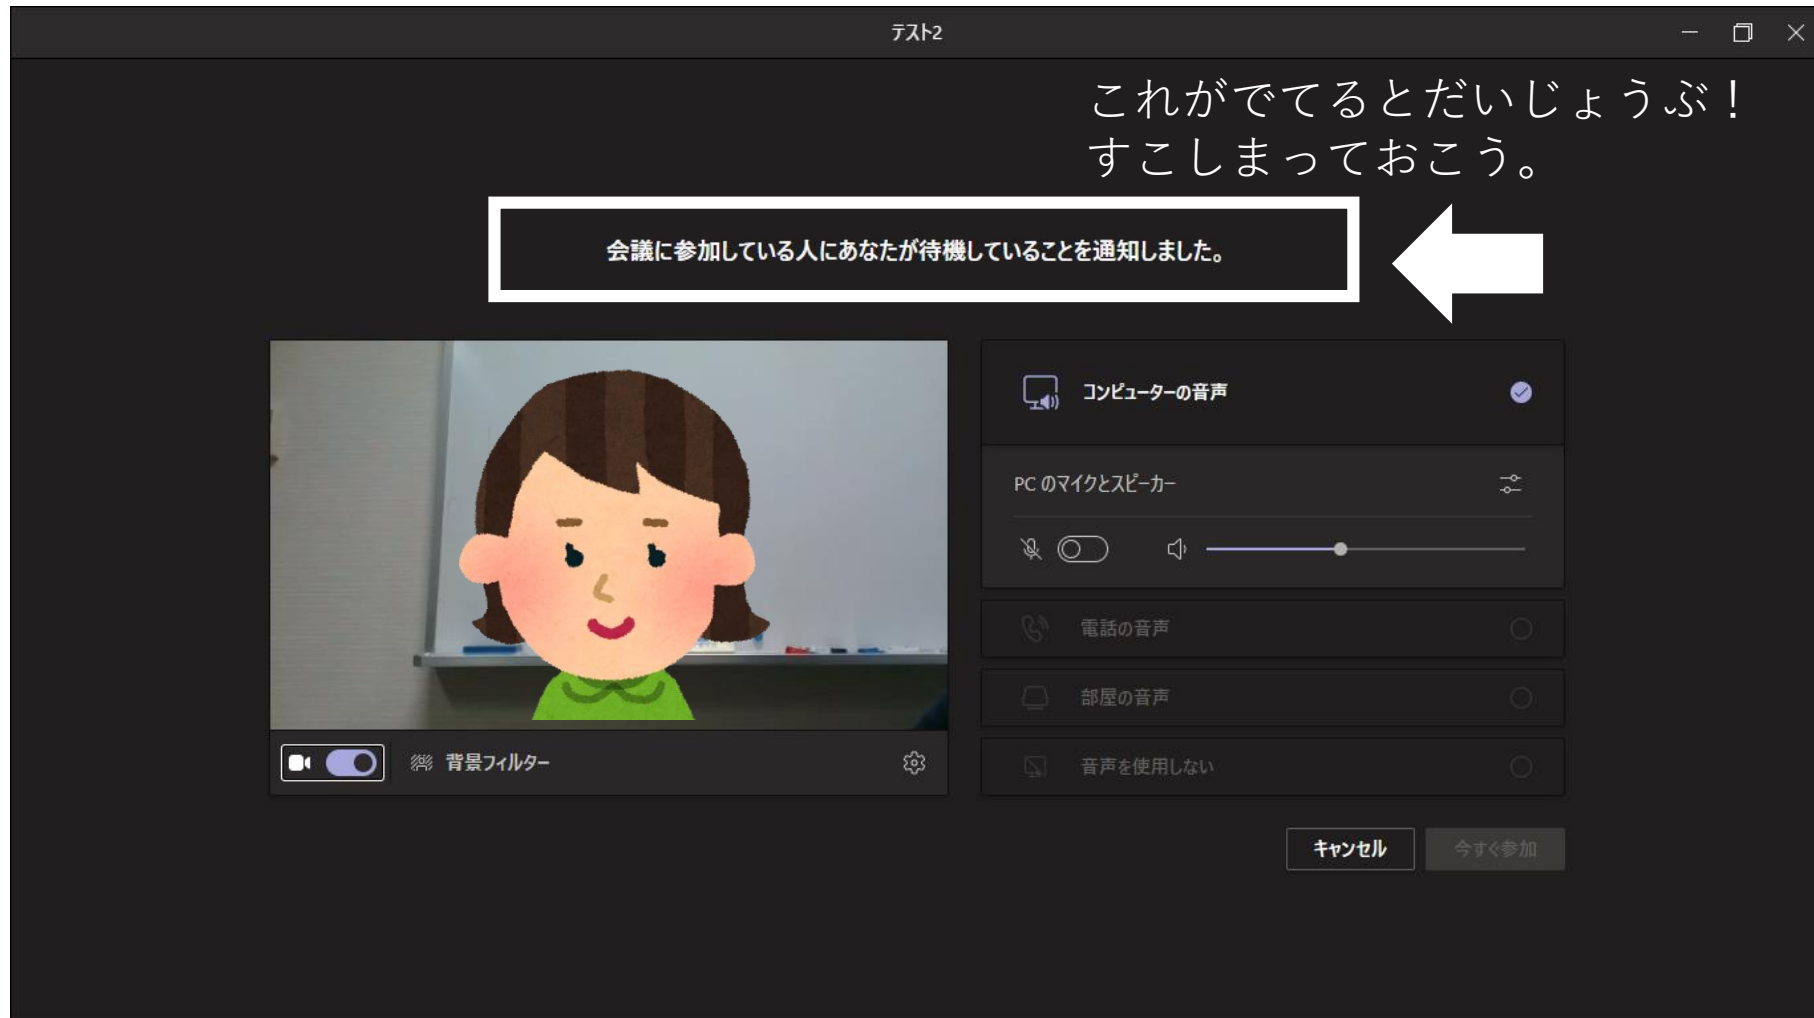 テスト2
これがでてるとだいじょうぶ！
すこしまっておこう。
会議に参加している人にあなたが待機していることを通知しました。
コンピューターの音声
PC のマイクとスピーカー
電話の音声
部屋の音声
背景フィルター
音声を使用しない
キャンセル
今すぐ参加